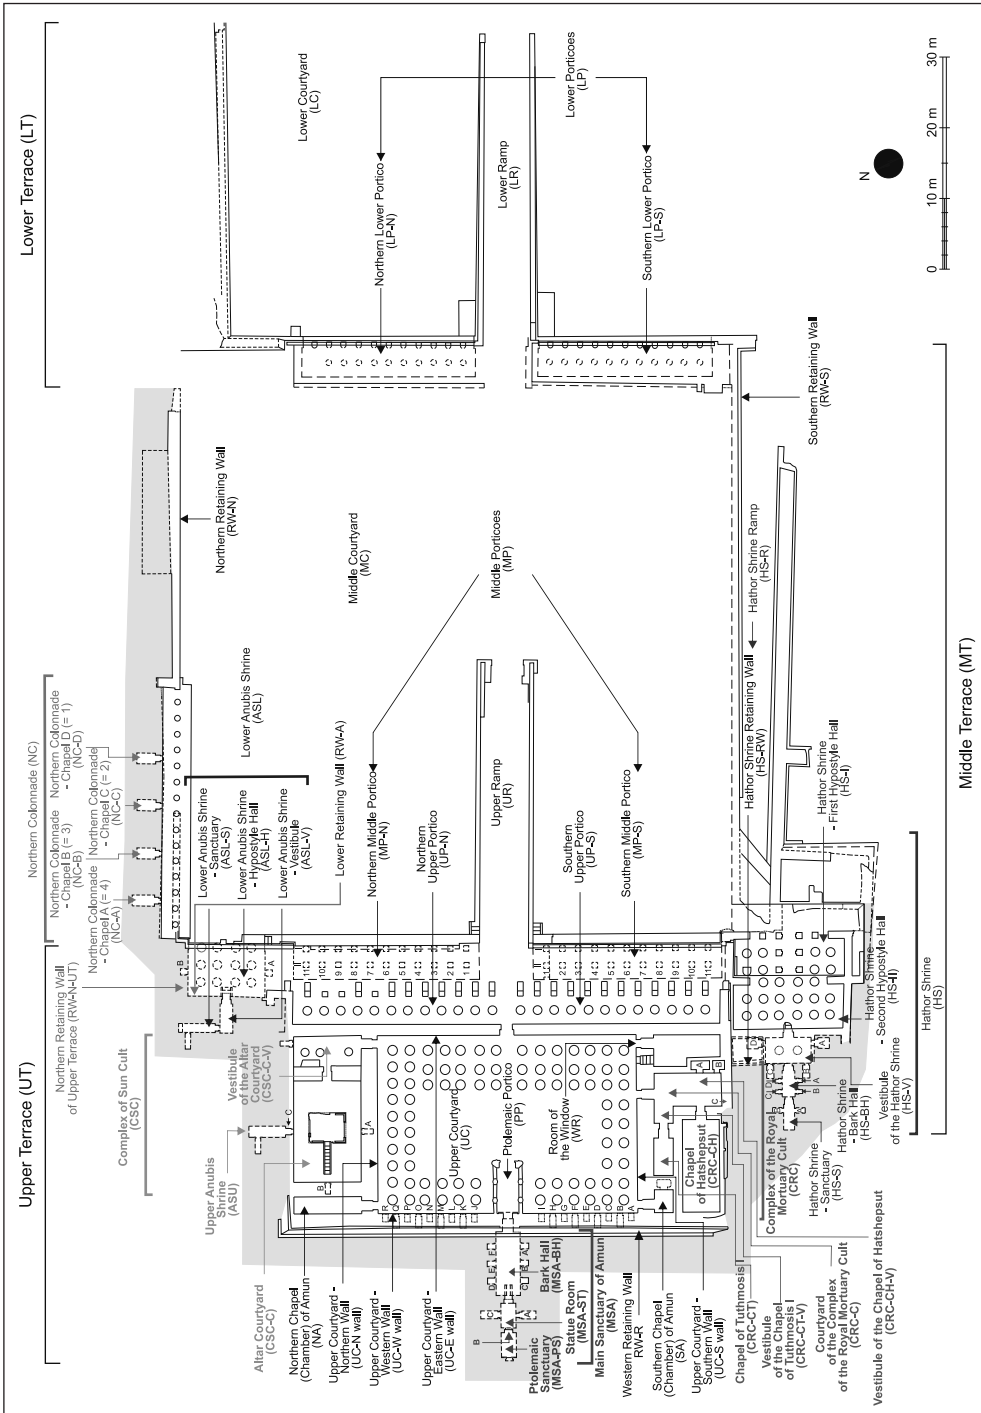 Upper Terrace (UT)
Lower Terrace (LT)
Middle Terrace (MT)
Northern Retaining Wall
of Upper Terrace (RW-N-UT)
Complex of Sun Cult
(CSC)
Northern Colonnade (NC)
Northern Colonnade
- Chapel A (= 4)
(NC-A)
Northern Colonnade
- Chapel B (= 3)
(NC-B)
Northern Colonnade
- Chapel C (= 2)
(NC-C)
Northern Colonnade
- Chapel D (= 1)
(NC-D)
Upper Anubis
Shrine
(ASU)
Altar Courtyard
(CSC-C)
Vestibule
of the Altar
Courtyard
(CSC-C-V)
Lower Anubis Shrine
(ASL)
Lower Anubis Shrine
- Sanctuary
(ASL-S)
Lower Anubis Shrine
- Hypostyle Hall
(ASL-H)
Lower Anubis Shrine
- Vestibule
(ASL-V)
Lower Retaining Wall (RW-A)
Northern Retaining Wall
(RW-N)
Lower Courtyard
(LC)
Northern Lower Portico
(LP-N)
Lower Ramp
(LR)
Lower Porticoes
(LP)
Southern Lower Portico
(LP-S)
N
0
10 m
20 m
30 m
Middle Courtyard
(MC)
Middle Porticoes
(MP)
Northern Middle Portico
(MP-N)
Northern
Upper Portico
(UP-N)
Upper Ramp
(UR)
Southern
Upper Portico
(UP-S)
Southern Middle Portico
(MP-S)
Southern Retaining Wall
(RW-S)
Hathor Shrine Ramp
(HS-R)
Hathor Shrine Retaining Wall
(HS-RW)
Hathor Shrine
- First Hypostyle Hall
(HS-I)
Hathor Shrine
- Second Hypostyle Hall
(HS-II)
Hathor Shrine
(HS)
Vestibule
of the Hathor Shrine
(HS-V)
Hathor Shrine
- Bark Hall
(HS-BH)
Hathor Shrine
- Sanctuary
(HS-S)
Complex of the Royal
Mortuary Cult
(CRC)
Northern Chapel
(Chamber) of Amun
(NA)
Upper Courtyard -
Northern Wall
(UC-N wall)
Upper Courtyard -
Western Wall
(UC-W wall)
Upper Courtyard -
Eastern Wall
(UC-E wall)
Upper Courtyard
(UC)
Ptolemaic Portico
(PP)
Room of
the Window
(WR)
Chapel
of Hatshepsut
(CRC-CH)
Bark Hall
(MSA-BH)
Ptolemaic
Sanctuary
(MSA-PS)
Statue Room
(MSA-ST)
Main Sanctuary of Amun
(MSA)
Western Retaining Wall
RW-R
Southern Chapel
(Chamber) of Amun
(SA)
Upper Courtyard -
Southern Wall
(UC-S wall)
Chapel of Tuthmosis I
(CRC-CT)
Vestibule
of the Chapel
of Tuthmosis I
(CRC-CT-V)
Courtyard
of the Complex
of the Royal Mortuary Cult
(CRC-C)
Vestibule of the Chapel of Hatshepsut
(CRC-CH-V)